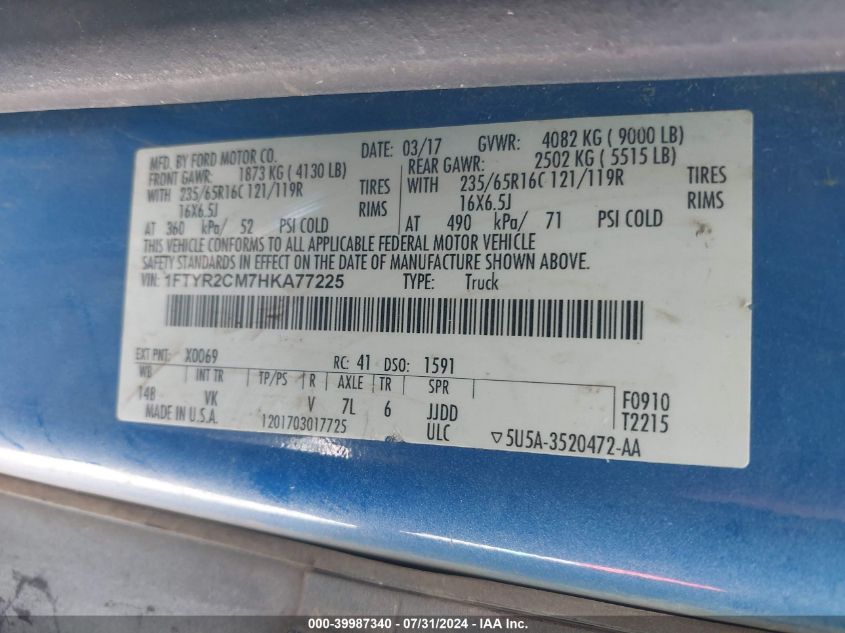 MFD. BY FORD MOTOR CO. DATE: 03/17 GVWR: 4082 KG ( 9000 LB)
FRONT GAWR: 1873 KG ( 4130 LB) REAR GAWR: 2502 KG ( 5515 LB)
WITH 235/65R16C 121/119R TIRES WITH 235/65R16C 121/119R TIRES
16X6.5J RIMS 16X6.5J RIMS
AT 360 kPa/ 52 PSI COLD AT 490 kPa/ 71 PSI COLD
THIS VEHICLE CONFORMS TO ALL APPLICABLE FEDERAL MOTOR VEHICLE
SAFETY STANDARDS IN EFFECT ON THE DATE OF MANUFACTURE SHOWN ABOVE.
VIN: 1FTYR2CM7HKA77225 TYPE: Truck
EXT PNT: X0069 RC: 41 DSO: 1591
WB INT TR TP/PS R AXLE TR SPR F0910
148 VK V 7L 6 JJDD T2215
MADE IN U.S.A. 1201703017725 ULC ▽5U5A-3520472-AA
000-39987340 / 07/31/2024 - IAA Inc.